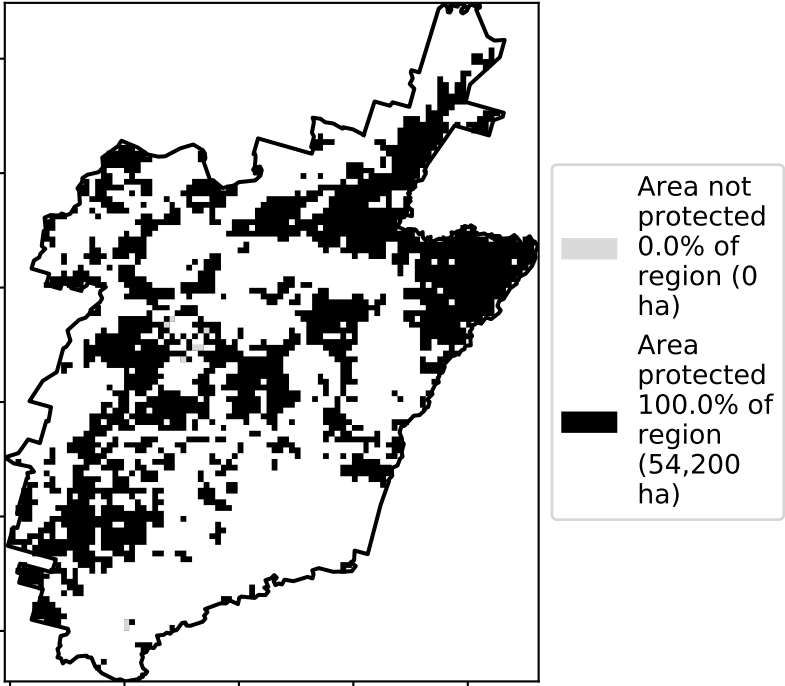 Area not
protected
0.0% of
region (0
ha)
Area
protected
100.0% of
region
(54,200
ha)